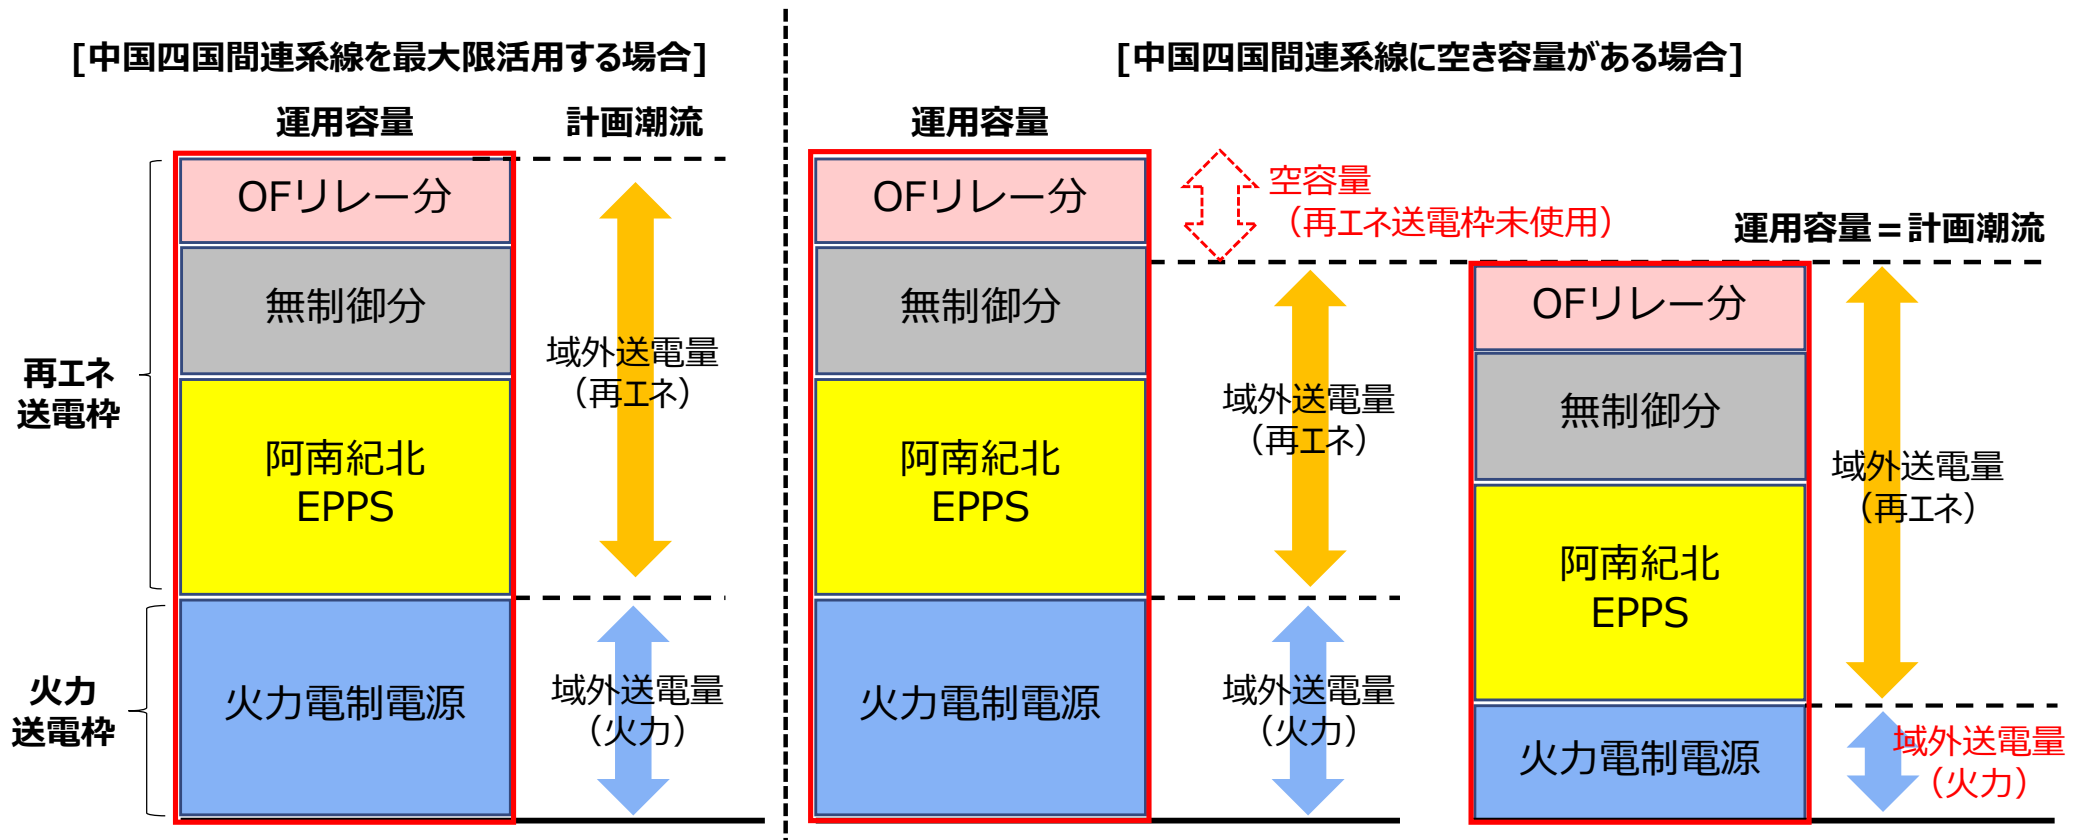 [中国四国間連系線を最大限活用する場合]
運用容量
計画潮流
OFリレー分
無制御分
阿南紀北
EPPS
火力電制電源
再エネ
送電枠
火力
送電枠
域外送電量
（再エネ）
域外送電量
（火力）
[中国四国間連系線に空き容量がある場合]
運用容量
OFリレー分
無制御分
阿南紀北
EPPS
火力電制電源
空容量
（再エネ送電枠未使用）
域外送電量
（再エネ）
域外送電量
（火力）
運用容量＝計画潮流
OFリレー分
無制御分
阿南紀北
EPPS
火力電制電源
域外送電量
（再エネ）
域外送電量
（火力）